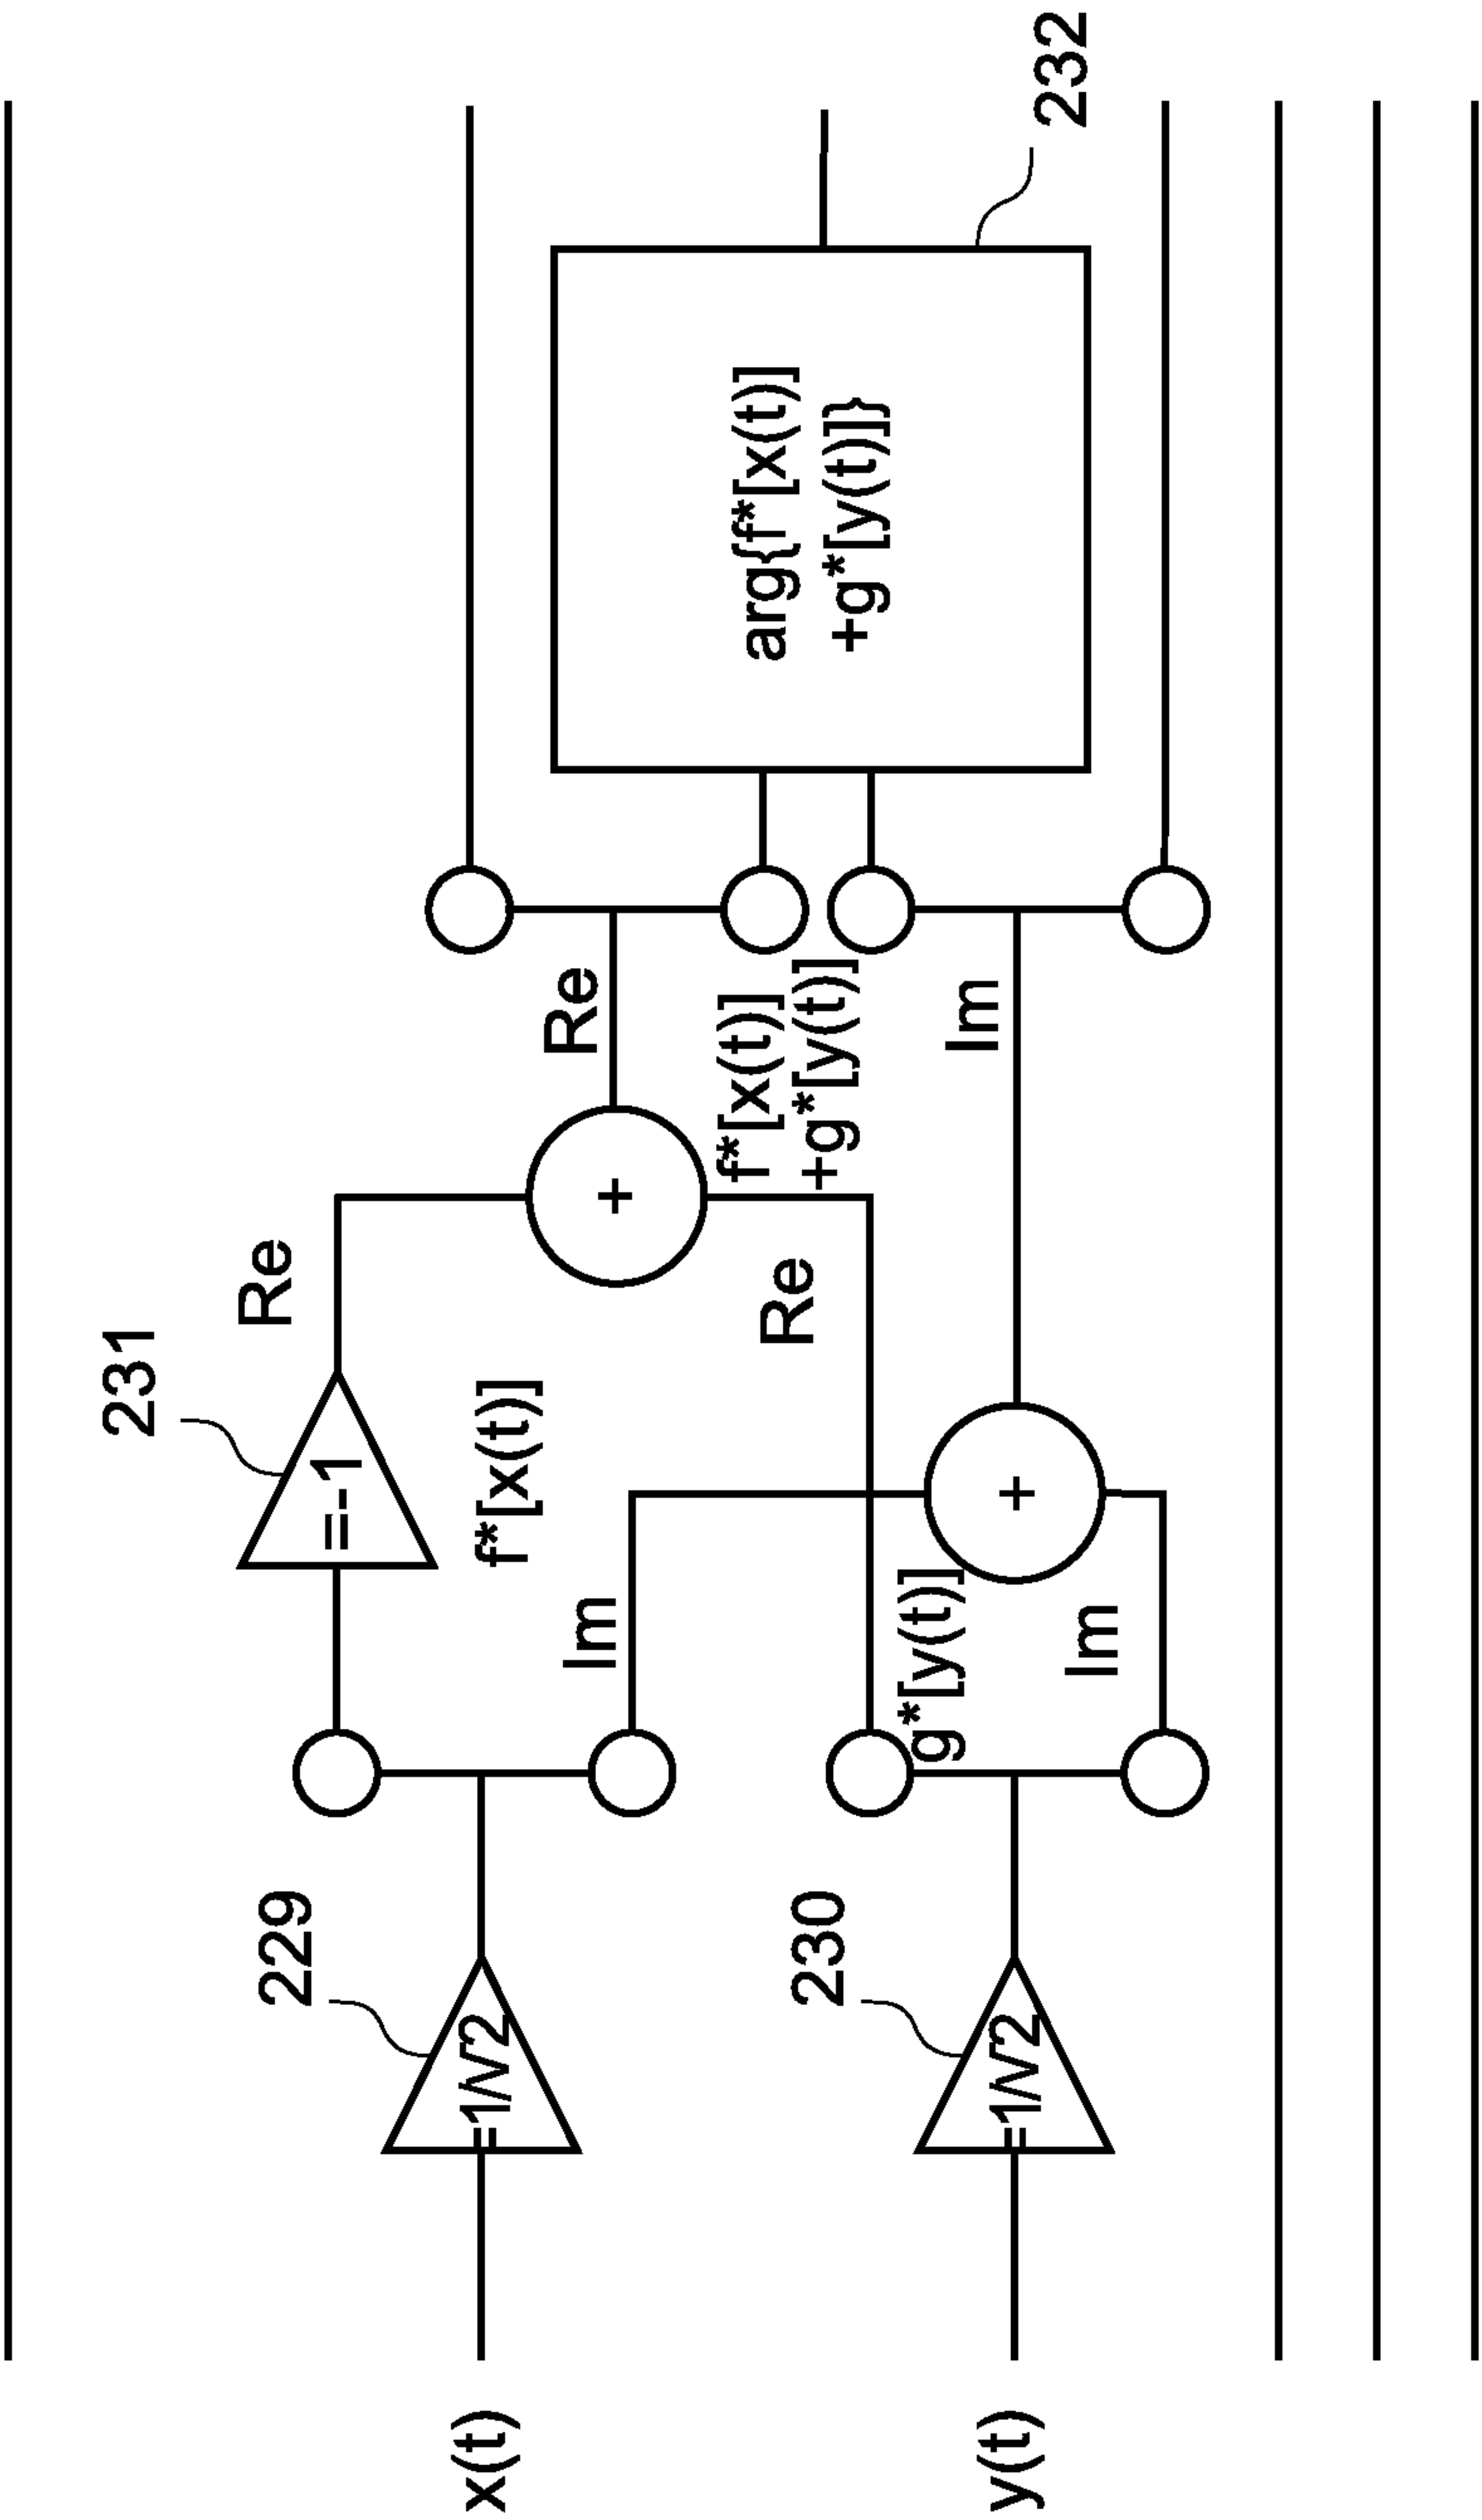 231
Re
=-1
229
=1/√2
x(t)
f*[x(t)]
Im
Re
+
f*[x(t)]
+g*[y(t)]
arg{f*[x(t)]
+g*[y(t)]}
Re
230
=1/√2
y(t)
g*[y(t)]
Im
+
Im
232